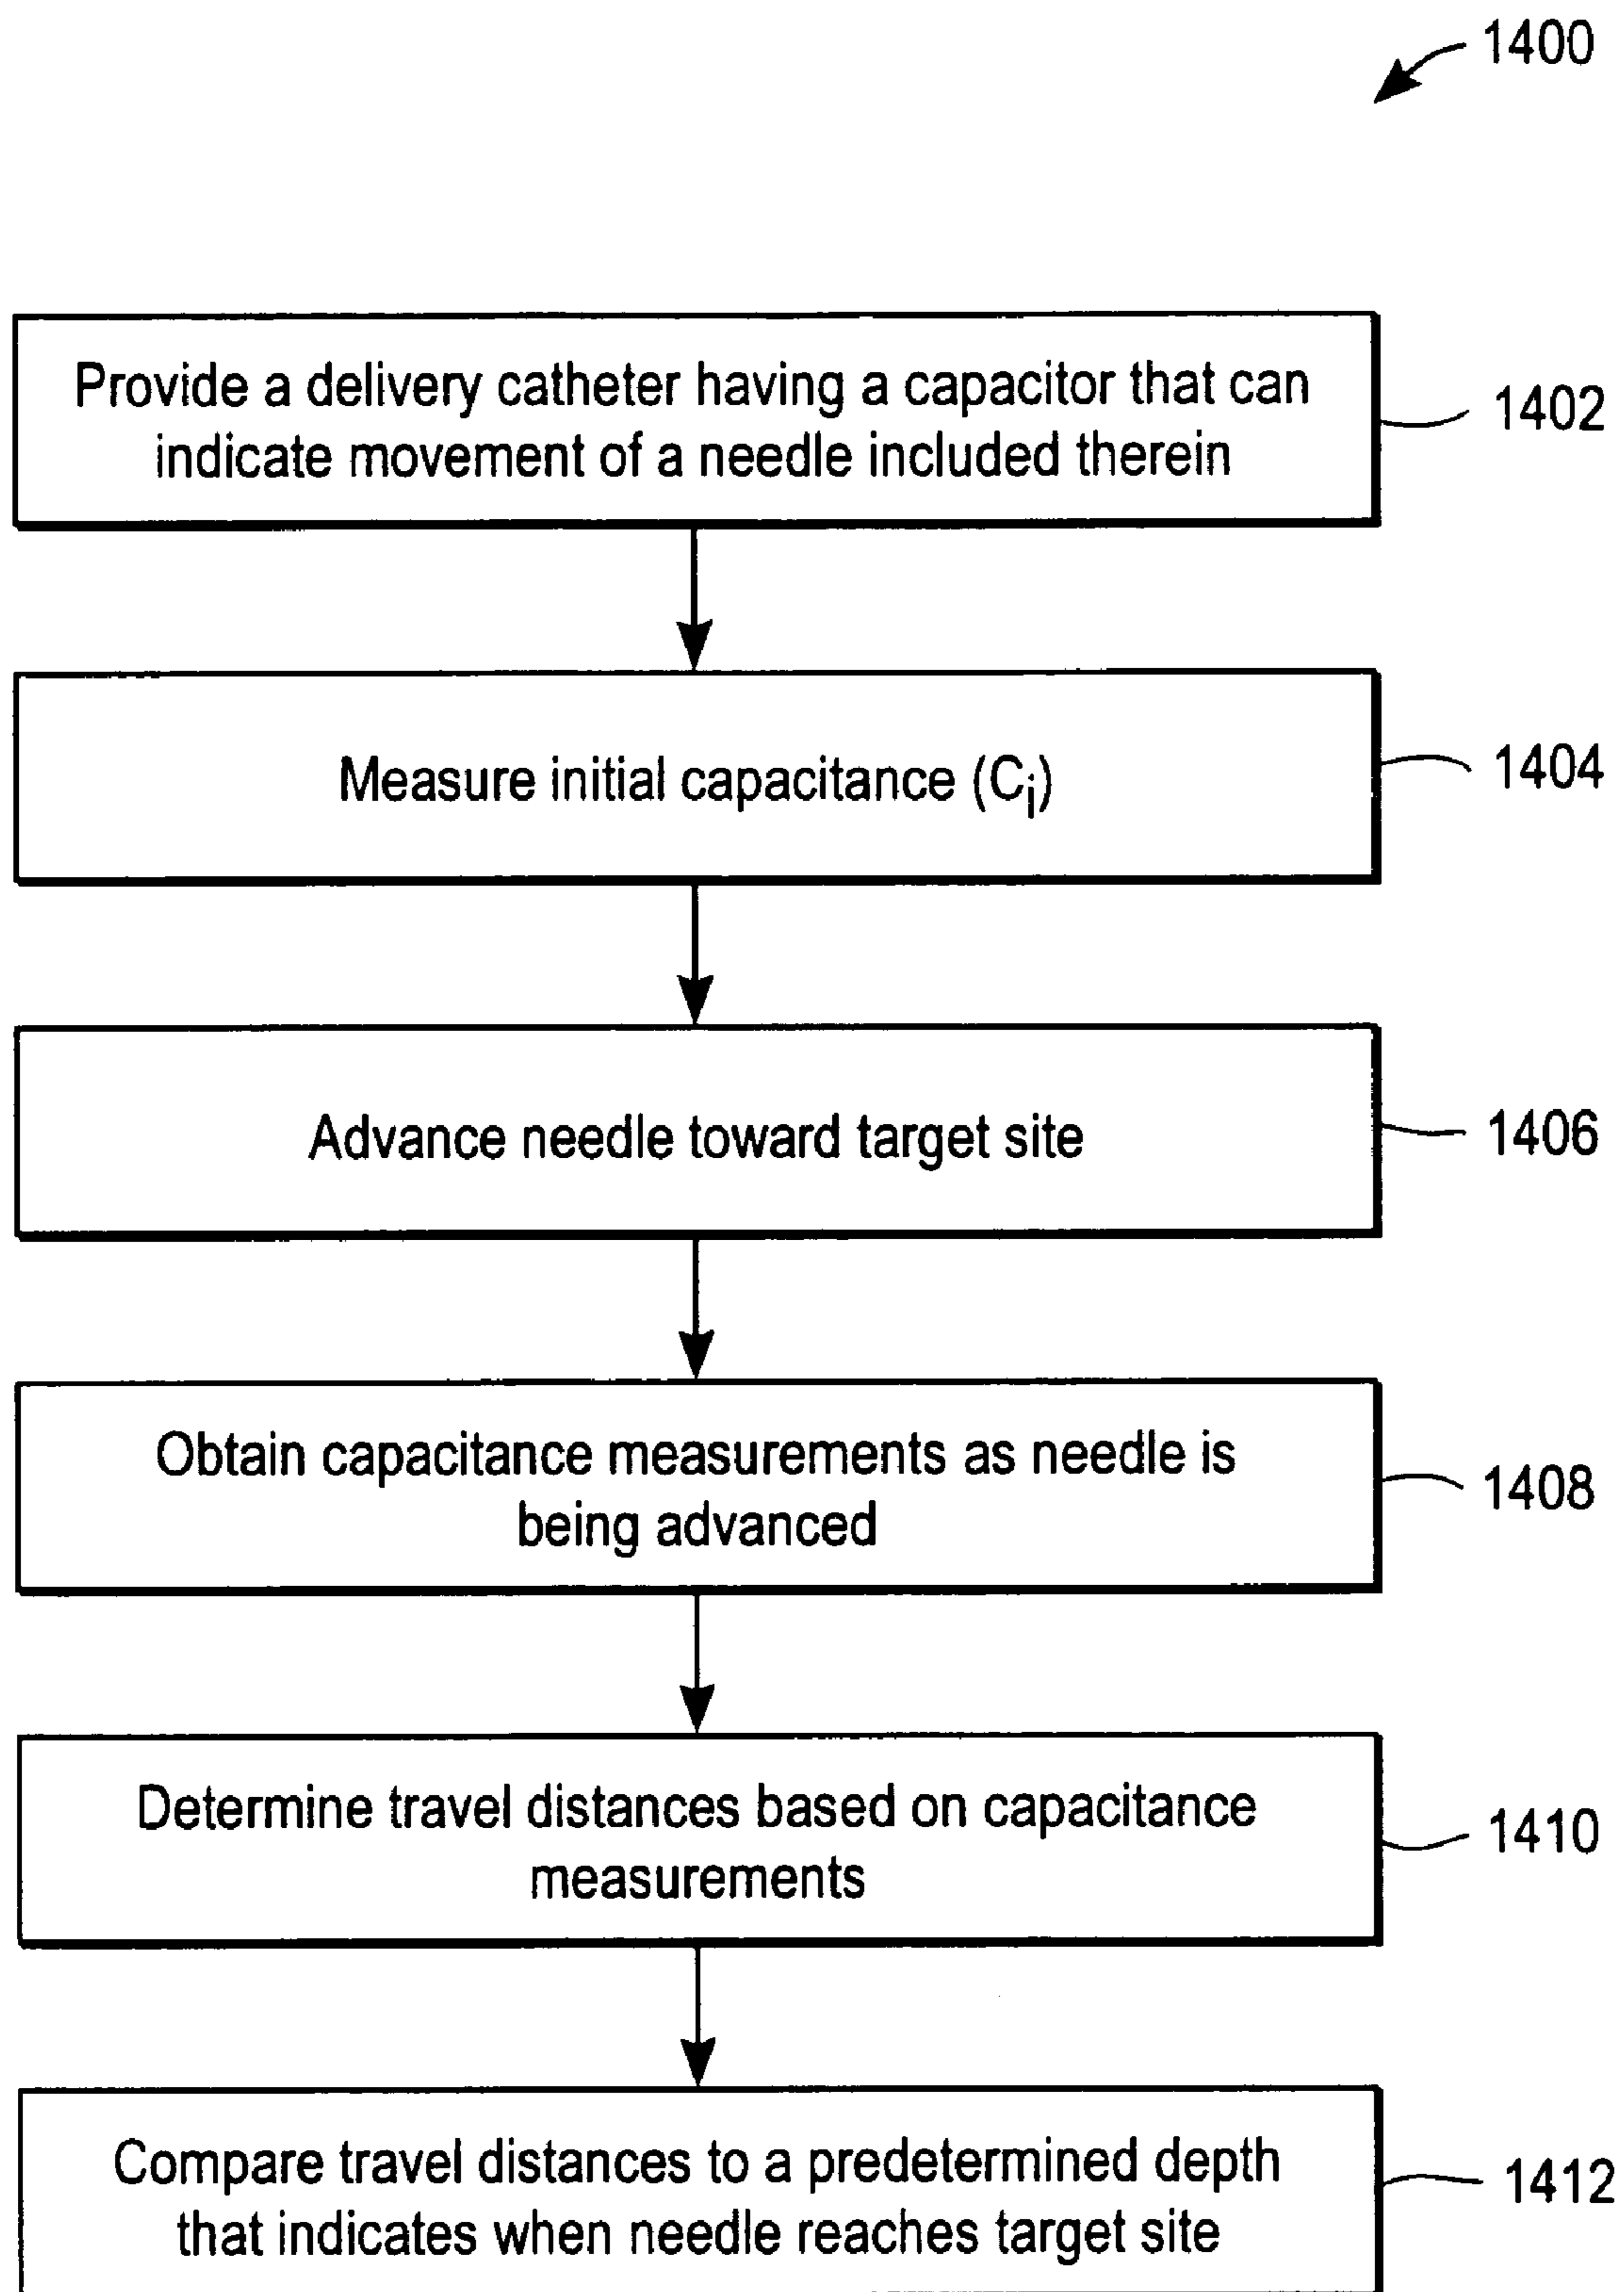 1400
Provide a delivery catheter having a capacitor that can
indicate movement of a needle included therein
1402
Measure initial capacitance (Ci)
1404
Advance needle toward target site
1406
Obtain capacitance measurements as needle is
being advanced
1408
Determine travel distances based on capacitance
measurements
1410
Compare travel distances to a predetermined depth
that indicates when needle reaches target site
1412